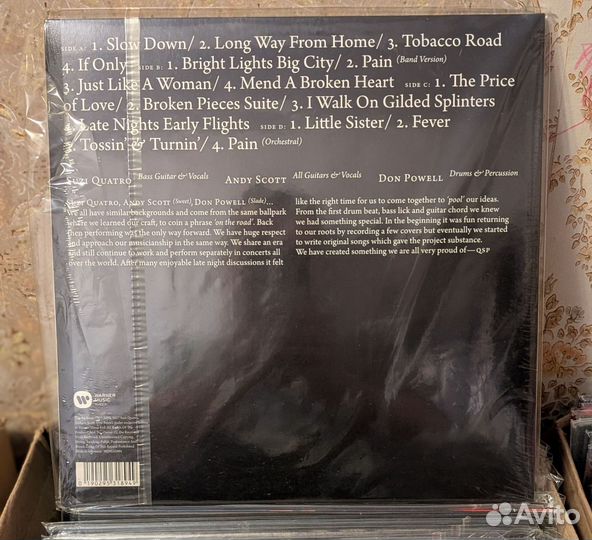 SIDE A: 1. Slow Down/ 2. Long Way From Home/ 3. Tobacco Road
4. If Only SIDE B: 1. Bright Lights Big City/ 2. Pain (Band Version)
3. Just Like A Woman/ 4. Mend A Broken Heart SIDE C: 1. The Price
of Love/ 2. Broken Pieces Suite/ 3. I Walk On Gilded Splinters
4. Late Nights Early Flights SIDE D: 1. Little Sister/ 2. Fever
3. Tossin' & Turnin'/ 4. Pain (Orchestral)
Suzi Quatro Bass Guitar & Vocals Andy Scott All Guitars & Vocals Don Powell Drums & Percussion
Suzi Quatro, Andy Scott (Sweet), Don Powell (Slade)...
We all have similar backgrounds and come from the same ballpark
where we learned our craft, to coin a phrase 'on the road'. Back
then performing was the only way forward. We have huge respect
and approach our musicianship in the same way. We share an era
and still continue to work and perform separately in concerts all
over the world. After many enjoyable late night discussions it felt
like the right time for us to come together to 'pool' our ideas.
From the first drum beat, bass lick and guitar chord we knew
we had something special. In the beginning it was fun returning
to our roots by recording a few covers but eventually we started
to write original songs which gave the project substance.
We have created something we are all very proud of—QSP
WARNER
MUSIC
0 190295 318949
Avito